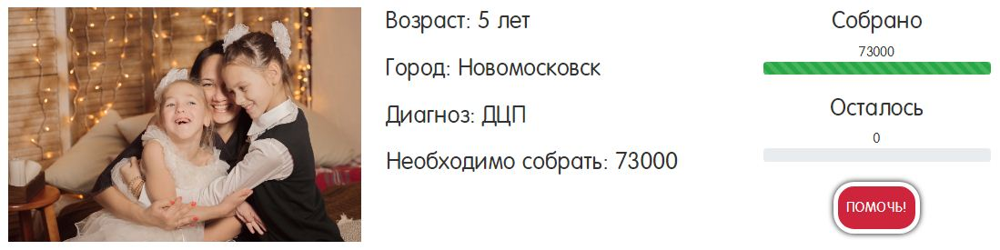 Возраст: 5 лет
Город: Новомосковск
Диагноз: ДЦП
Необходимо собрать: 73000
Собрано
73000
Осталось
0
ПОМОЧЬ!